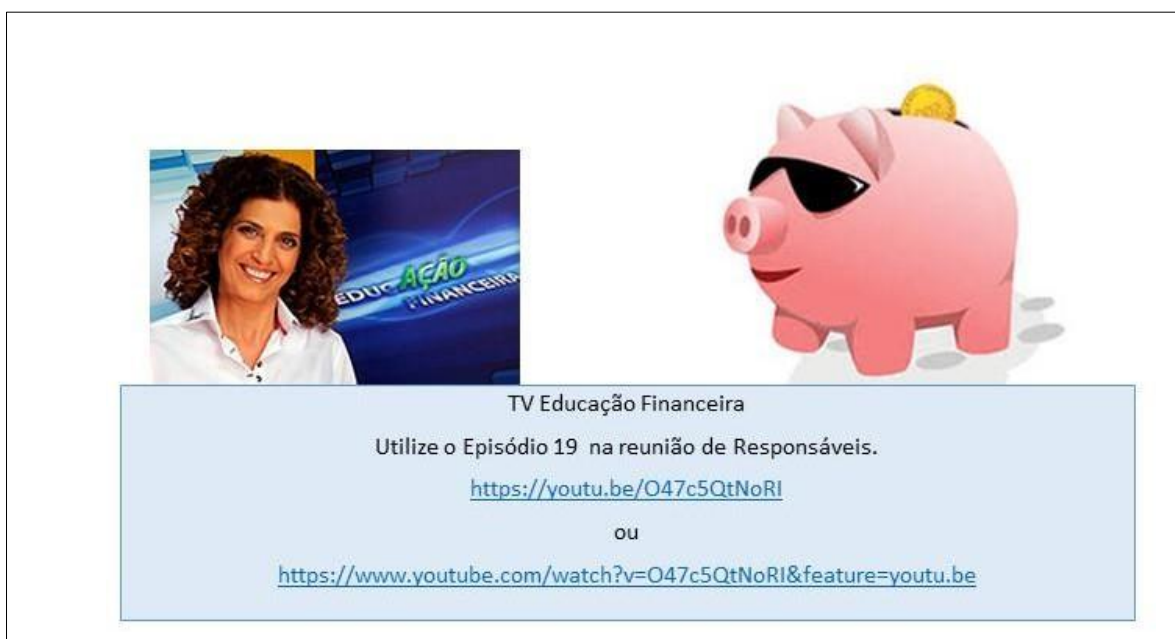 EDUCAÇÃO
FINANCEIRA
TV Educação Financeira
Utilize o Episódio 19 na reunião de Responsáveis.
https://youtu.be/O47c5QtNoRI
ou
https://www.youtube.com/watch?v=O47c5QtNoRI&feature=youtu.be